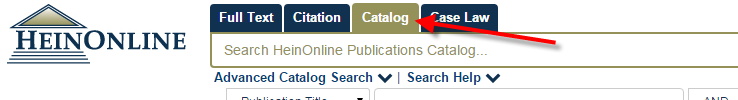 HEINONLINE
Full Text Citation Catalog Case Law
Search HeinOnline Publications Catalog...
Advanced Catalog Search | Search Help
Publication Title AND